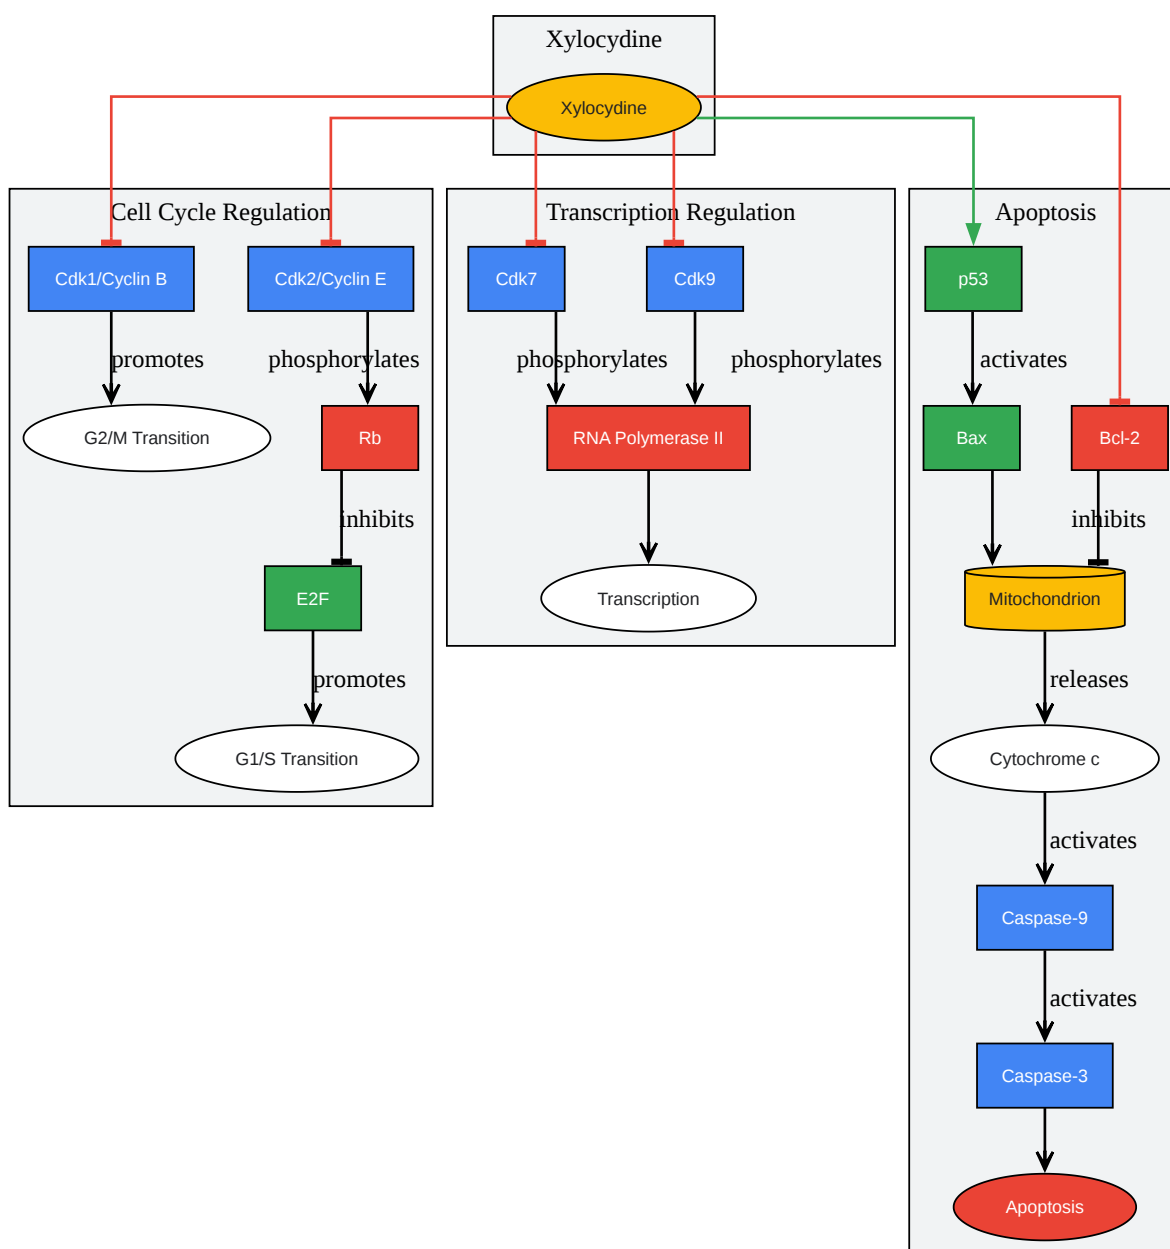 Xylocydine
Xylocydine
Cell Cycle Regulation
Transcription Regulation
Apoptosis
Cdk1/Cyclin B
Cdk2/Cyclin E
Cdk7
Cdk9
p53
promotes
phosphorylates
phosphorylates
phosphorylates
activates
G2/M Transition
Rb
RNA Polymerase II
Bax
Bcl-2
inhibits
inhibits
E2F
Transcription
Mitochondrion
promotes
releases
G1/S Transition
Cytochrome c
activates
Caspase-9
activates
Caspase-3
Apoptosis